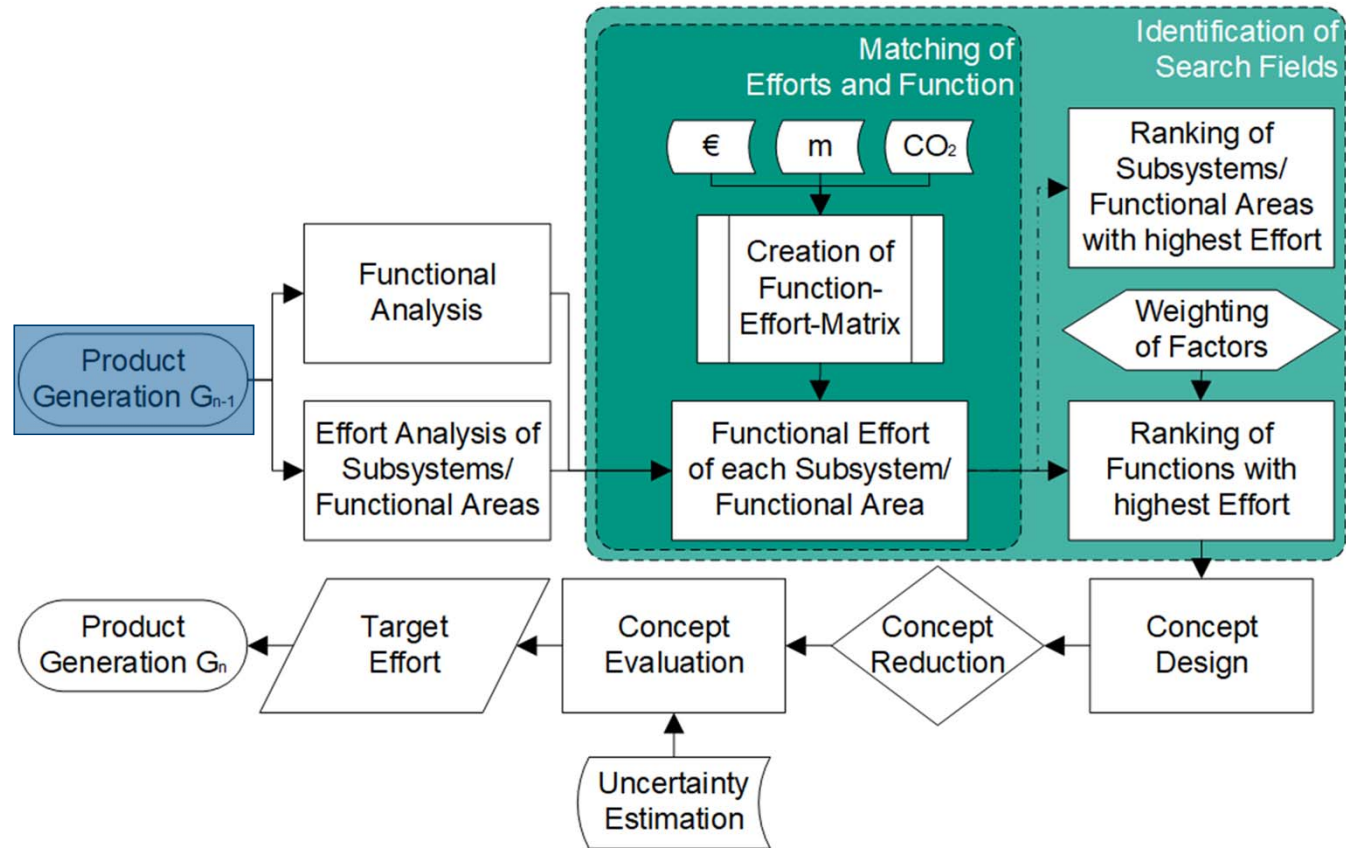 Identification of
Search Fields
Matching of
Efforts and Function
€
m
CO₂
Ranking of
Subsystems/
Functional Areas
with highest Effort
Creation of
Function-
Effort-Matrix
Functional
Analysis
Weighting
of Factors
Product
Generation Gₙ₋₁
Effort Analysis of
Subsystems/
Functional Areas
Functional Effort
of each Subsystem/
Functional Area
Ranking of
Functions with
highest Effort
Product
Generation Gₙ
Target
Effort
Concept
Evaluation
Concept
Reduction
Concept
Design
Uncertainty
Estimation